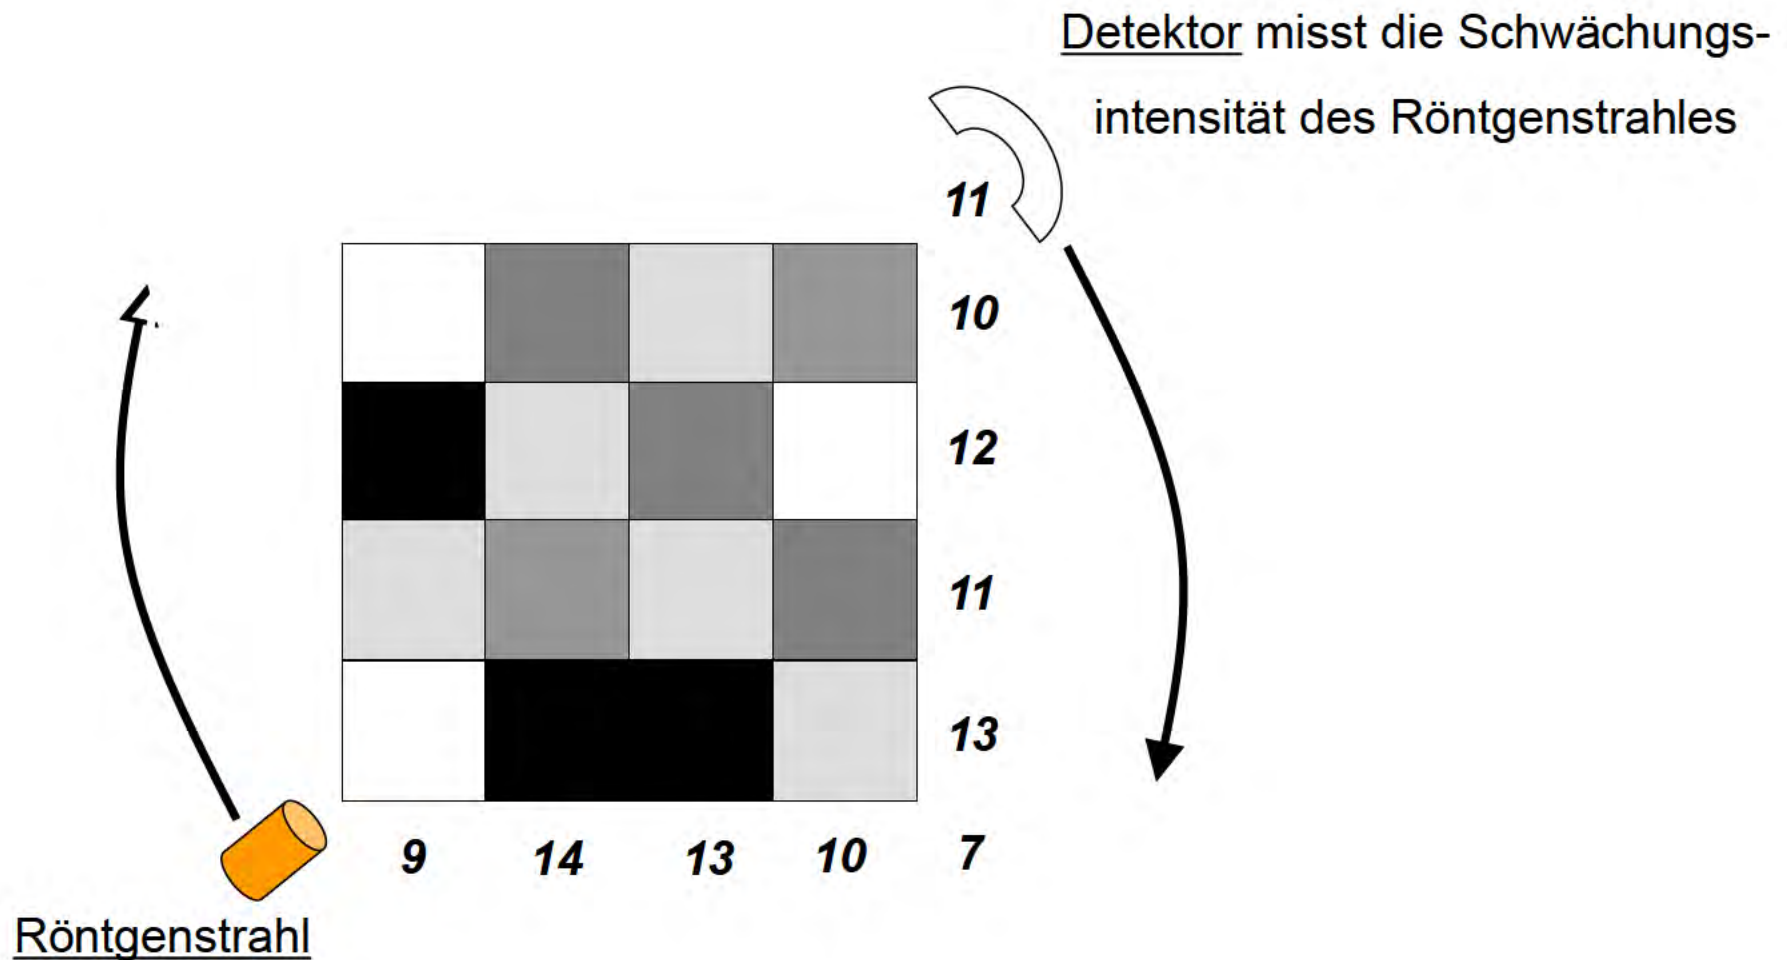 Detektor misst die Schwächungs-
intensität des Röntgenstrahles
11
10
12
11
13
9 14 13 10 7
Röntgenstrahl